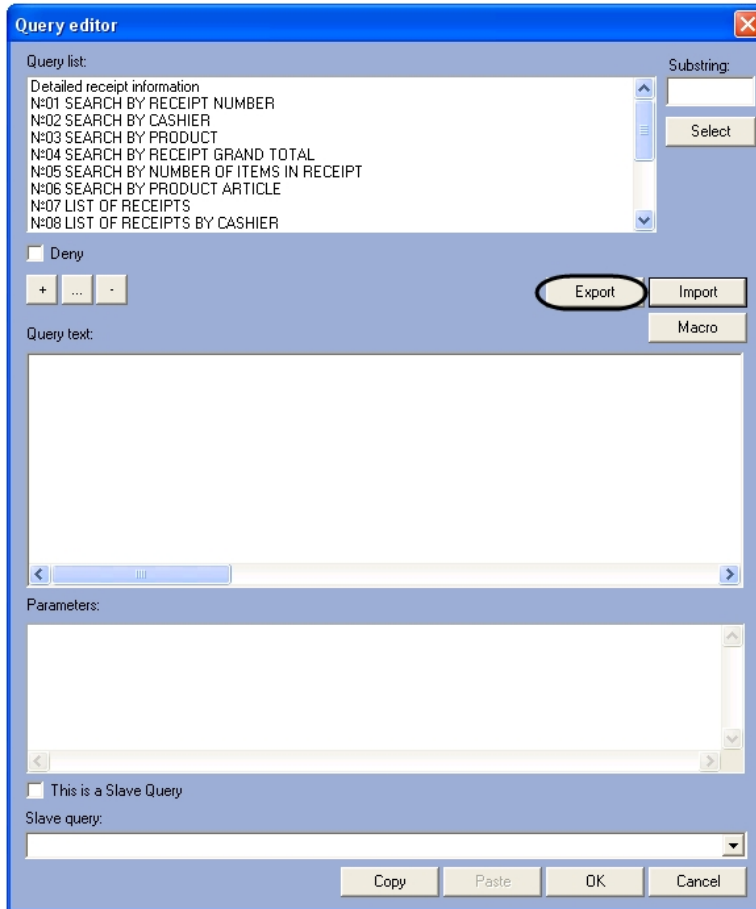 Query editor
Query list:
Substring:
Detailed receipt information
№01 SEARCH BY RECEIPT NUMBER
№02 SEARCH BY CASHIER
№03 SEARCH BY PRODUCT
№04 SEARCH BY RECEIPT GRAND TOTAL
№05 SEARCH BY NUMBER OF ITEMS IN RECEIPT
№06 SEARCH BY PRODUCT ARTICLE
№07 LIST OF RECEIPTS
№08 LIST OF RECEIPTS BY CASHIER
Select
Deny
+ ... -
Export Import
Macro
Query text:
Parameters:
This is a Slave Query
Slave query:
Copy Paste OK Cancel